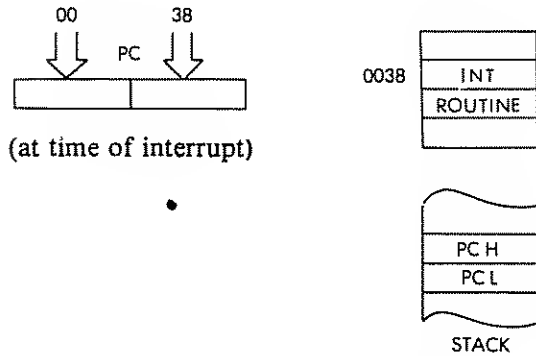 00 38
PC
(at time of interrupt)
0038
INT
ROUTINE
PC H
PC L
STACK